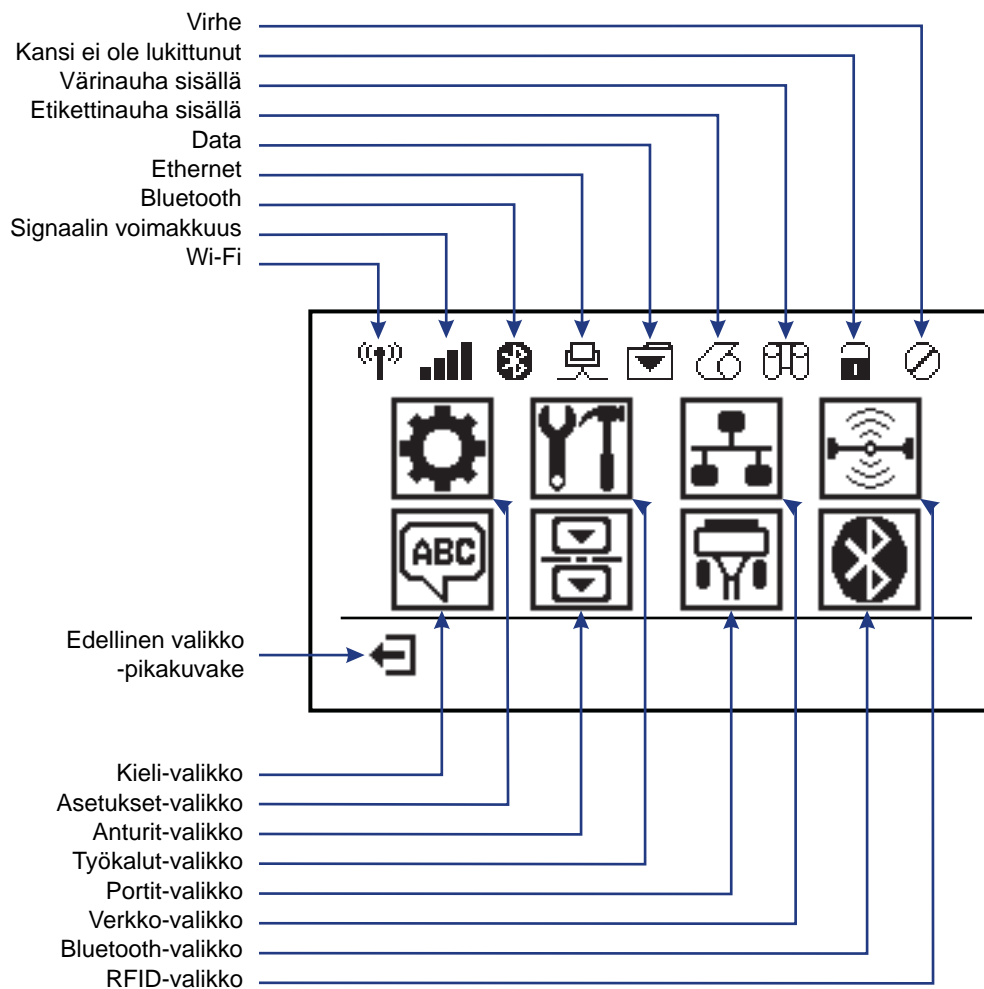 Virhe
Kansi ei ole lukittunut
Värinauha sisällä
Etikettinauha sisällä
Data
Ethernet
Bluetooth
Signaalin voimakkuus
Wi-Fi
ABC
Edellinen valikko
-pikakuvake
Kieli-valikko
Asetukset-valikko
Anturit-valikko
Työkalut-valikko
Portit-valikko
Verkko-valikko
Bluetooth-valikko
RFID-valikko